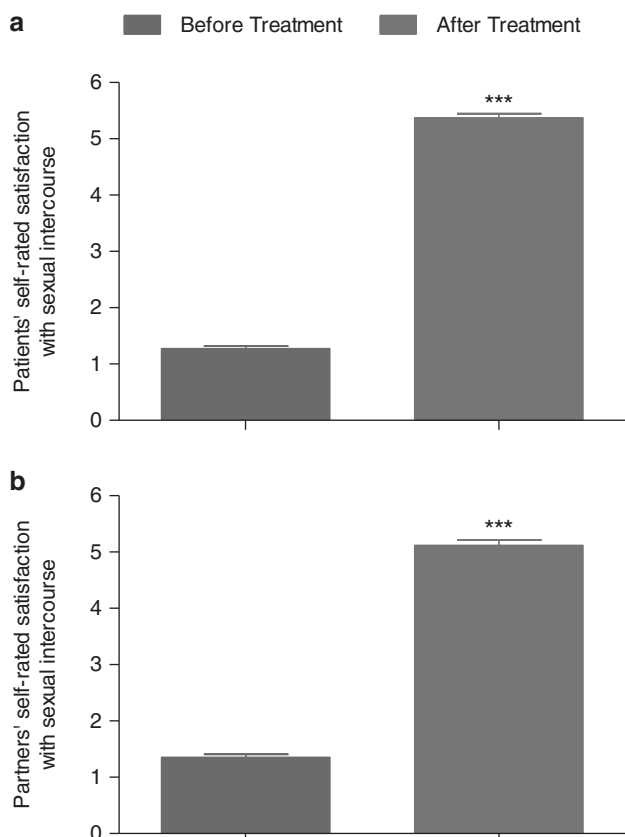 a
Before Treatment After Treatment
Patients' self-rated satisfaction
with sexual intercourse
6
5
4
3
2
1
0
***
b
Partners' self-rated satisfaction
with sexual intercourse
6
5
4
3
2
1
0
***